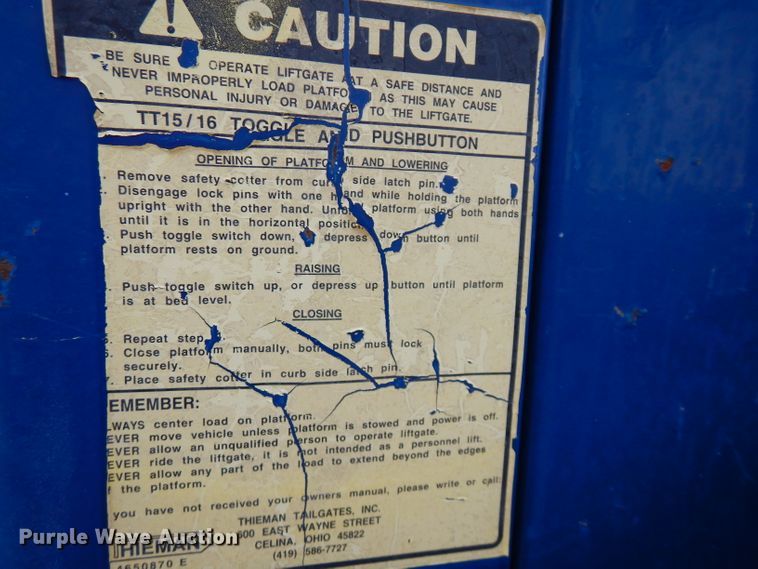 CAUTION
BE SURE OPERATE LIFTGATE AT A SAFE DISTANCE AND
NEVER IMPROPERLY LOAD PLATFO AS THIS MAY CAUSE
PERSONAL INJURY OR DAMAGE TO THE LIFTGATE.
TT15/16 TOGGLE AND PUSHBUTTON
OPENING OF PLATFORM AND LOWERING
. Remove safety cotter from curb side latch pin.
. Disengage lock pins with one hand while holding the platform
upright with the other hand. Unfo platform using both hands
until it is in the horizontal position.
. Push toggle switch down, depress down button until
platform rests on ground.
RAISING
. Push toggle switch up, or depress up button until platform
is at bed level.
CLOSING
. Repeat step
6. Close platform manually, both pins must lock
securely.
7. Place safety cotter in curb side latch pin.
EMEMBER:
LWAYS center load on platform.
EVER move vehicle unless platform is stowed and power is off.
EVER allow an unqualified person to operate liftgate.
EVER ride the liftgate, it is not intended as a personnel lift.
EVER allow any part of the load to extend beyond the edges
f the platform.
you have not received your owners manual, please write or call:
THIEMAN TAILGATES, INC.
600 EAST WAYNE STREET
CELINA, OHIO 45822
(419) 586-7727
THIEMAN
4650870 E
Purple Wave Auction